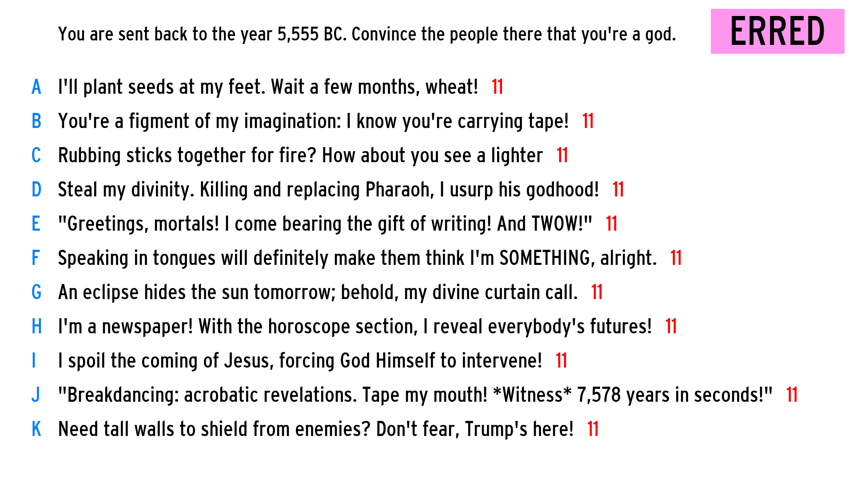 You are sent back to the year 5,555 BC. Convince the people there that you're a god.
ERRED
A I'll plant seeds at my feet. Wait a few months, wheat! 11
B You're a figment of my imagination: I know you're carrying tape! 11
C Rubbing sticks together for fire? How about you see a lighter 11
D Steal my divinity. Killing and replacing Pharaoh, I usurp his godhood! 11
E "Greetings, mortals! I come bearing the gift of writing! And TWOW!" 11
F Speaking in tongues will definitely make them think I'm SOMETHING, alright. 11
G An eclipse hides the sun tomorrow; behold, my divine curtain call. 11
H I'm a newspaper! With the horoscope section, I reveal everybody's futures! 11
I I spoil the coming of Jesus, forcing God Himself to intervene! 11
J "Breakdancing: acrobatic revelations. Tape my mouth! *Witness* 7,578 years in seconds!" 11
K Need tall walls to shield from enemies? Don't fear, Trump's here! 11